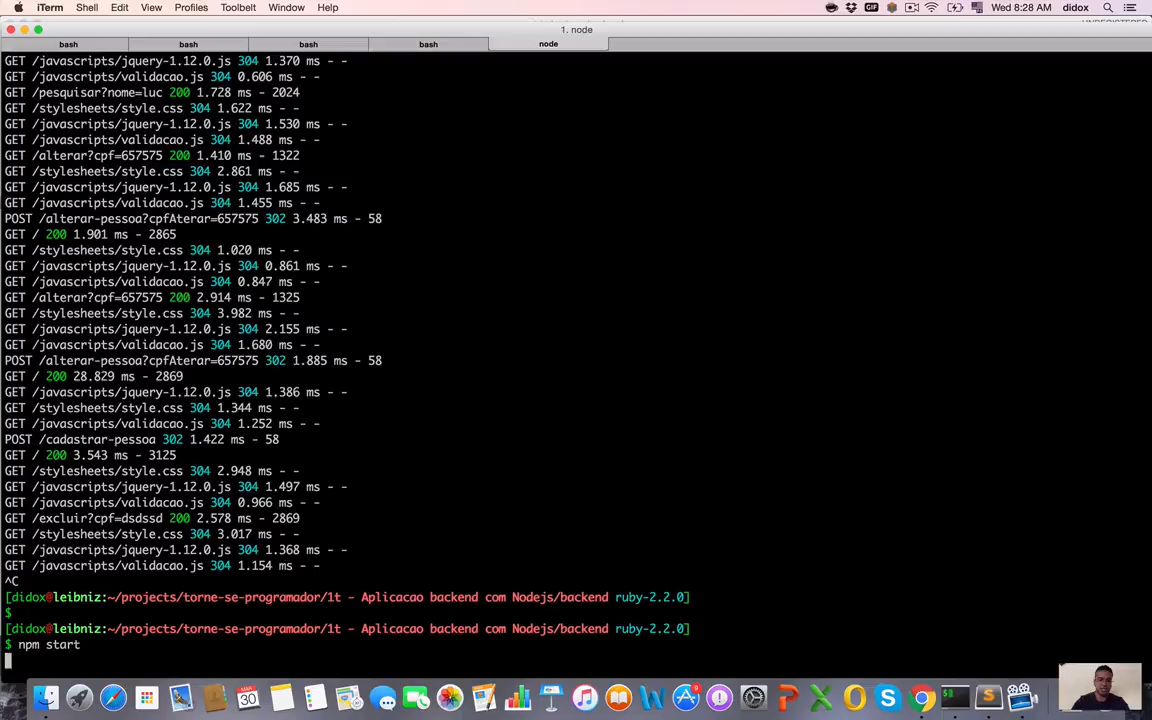 iTerm Shell Edit View Profiles Toolbelt Window Help GIF Wed 8:28 AM didox
1. node
bash bash bash bash node
GET /javascripts/jquery-1.12.0.js 304 1.370 ms - -
GET /javascripts/validacao.js 304 0.606 ms - -
GET /pesquisar?nome=luc 200 1.728 ms - 2024
GET /stylesheets/style.css 304 1.622 ms - -
GET /javascripts/jquery-1.12.0.js 304 1.530 ms - -
GET /javascripts/validacao.js 304 1.488 ms - -
GET /alterar?cpf=657575 200 1.410 ms - 1322
GET /stylesheets/style.css 304 2.861 ms - -
GET /javascripts/jquery-1.12.0.js 304 1.685 ms - -
GET /javascripts/validacao.js 304 1.455 ms - -
POST /alterar-pessoa?cpfAterar=657575 302 3.483 ms - 58
GET / 200 1.901 ms - 2865
GET /stylesheets/style.css 304 1.020 ms - -
GET /javascripts/jquery-1.12.0.js 304 0.861 ms - -
GET /javascripts/validacao.js 304 0.847 ms - -
GET /alterar?cpf=657575 200 2.914 ms - 1325
GET /stylesheets/style.css 304 3.982 ms - -
GET /javascripts/jquery-1.12.0.js 304 2.155 ms - -
GET /javascripts/validacao.js 304 1.680 ms - -
POST /alterar-pessoa?cpfAterar=657575 302 1.885 ms - 58
GET / 200 28.829 ms - 2869
GET /javascripts/jquery-1.12.0.js 304 1.386 ms - -
GET /stylesheets/style.css 304 1.344 ms - -
GET /javascripts/validacao.js 304 1.252 ms - -
POST /cadastrar-pessoa 302 1.422 ms - 58
GET / 200 3.543 ms - 3125
GET /stylesheets/style.css 304 2.948 ms - -
GET /javascripts/jquery-1.12.0.js 304 1.497 ms - -
GET /javascripts/validacao.js 304 0.966 ms - -
GET /excluir?cpf=dsdssd 200 2.578 ms - 2869
GET /stylesheets/style.css 304 3.017 ms - -
GET /javascripts/jquery-1.12.0.js 304 1.368 ms - -
GET /javascripts/validacao.js 304 1.154 ms - -
^C
[didox@leibniz:~/projects/torne-se-programador/1t - Aplicacao backend com Nodejs/backend ruby-2.2.0]
$
[didox@leibniz:~/projects/torne-se-programador/1t - Aplicacao backend com Nodejs/backend ruby-2.2.0]
$ npm start